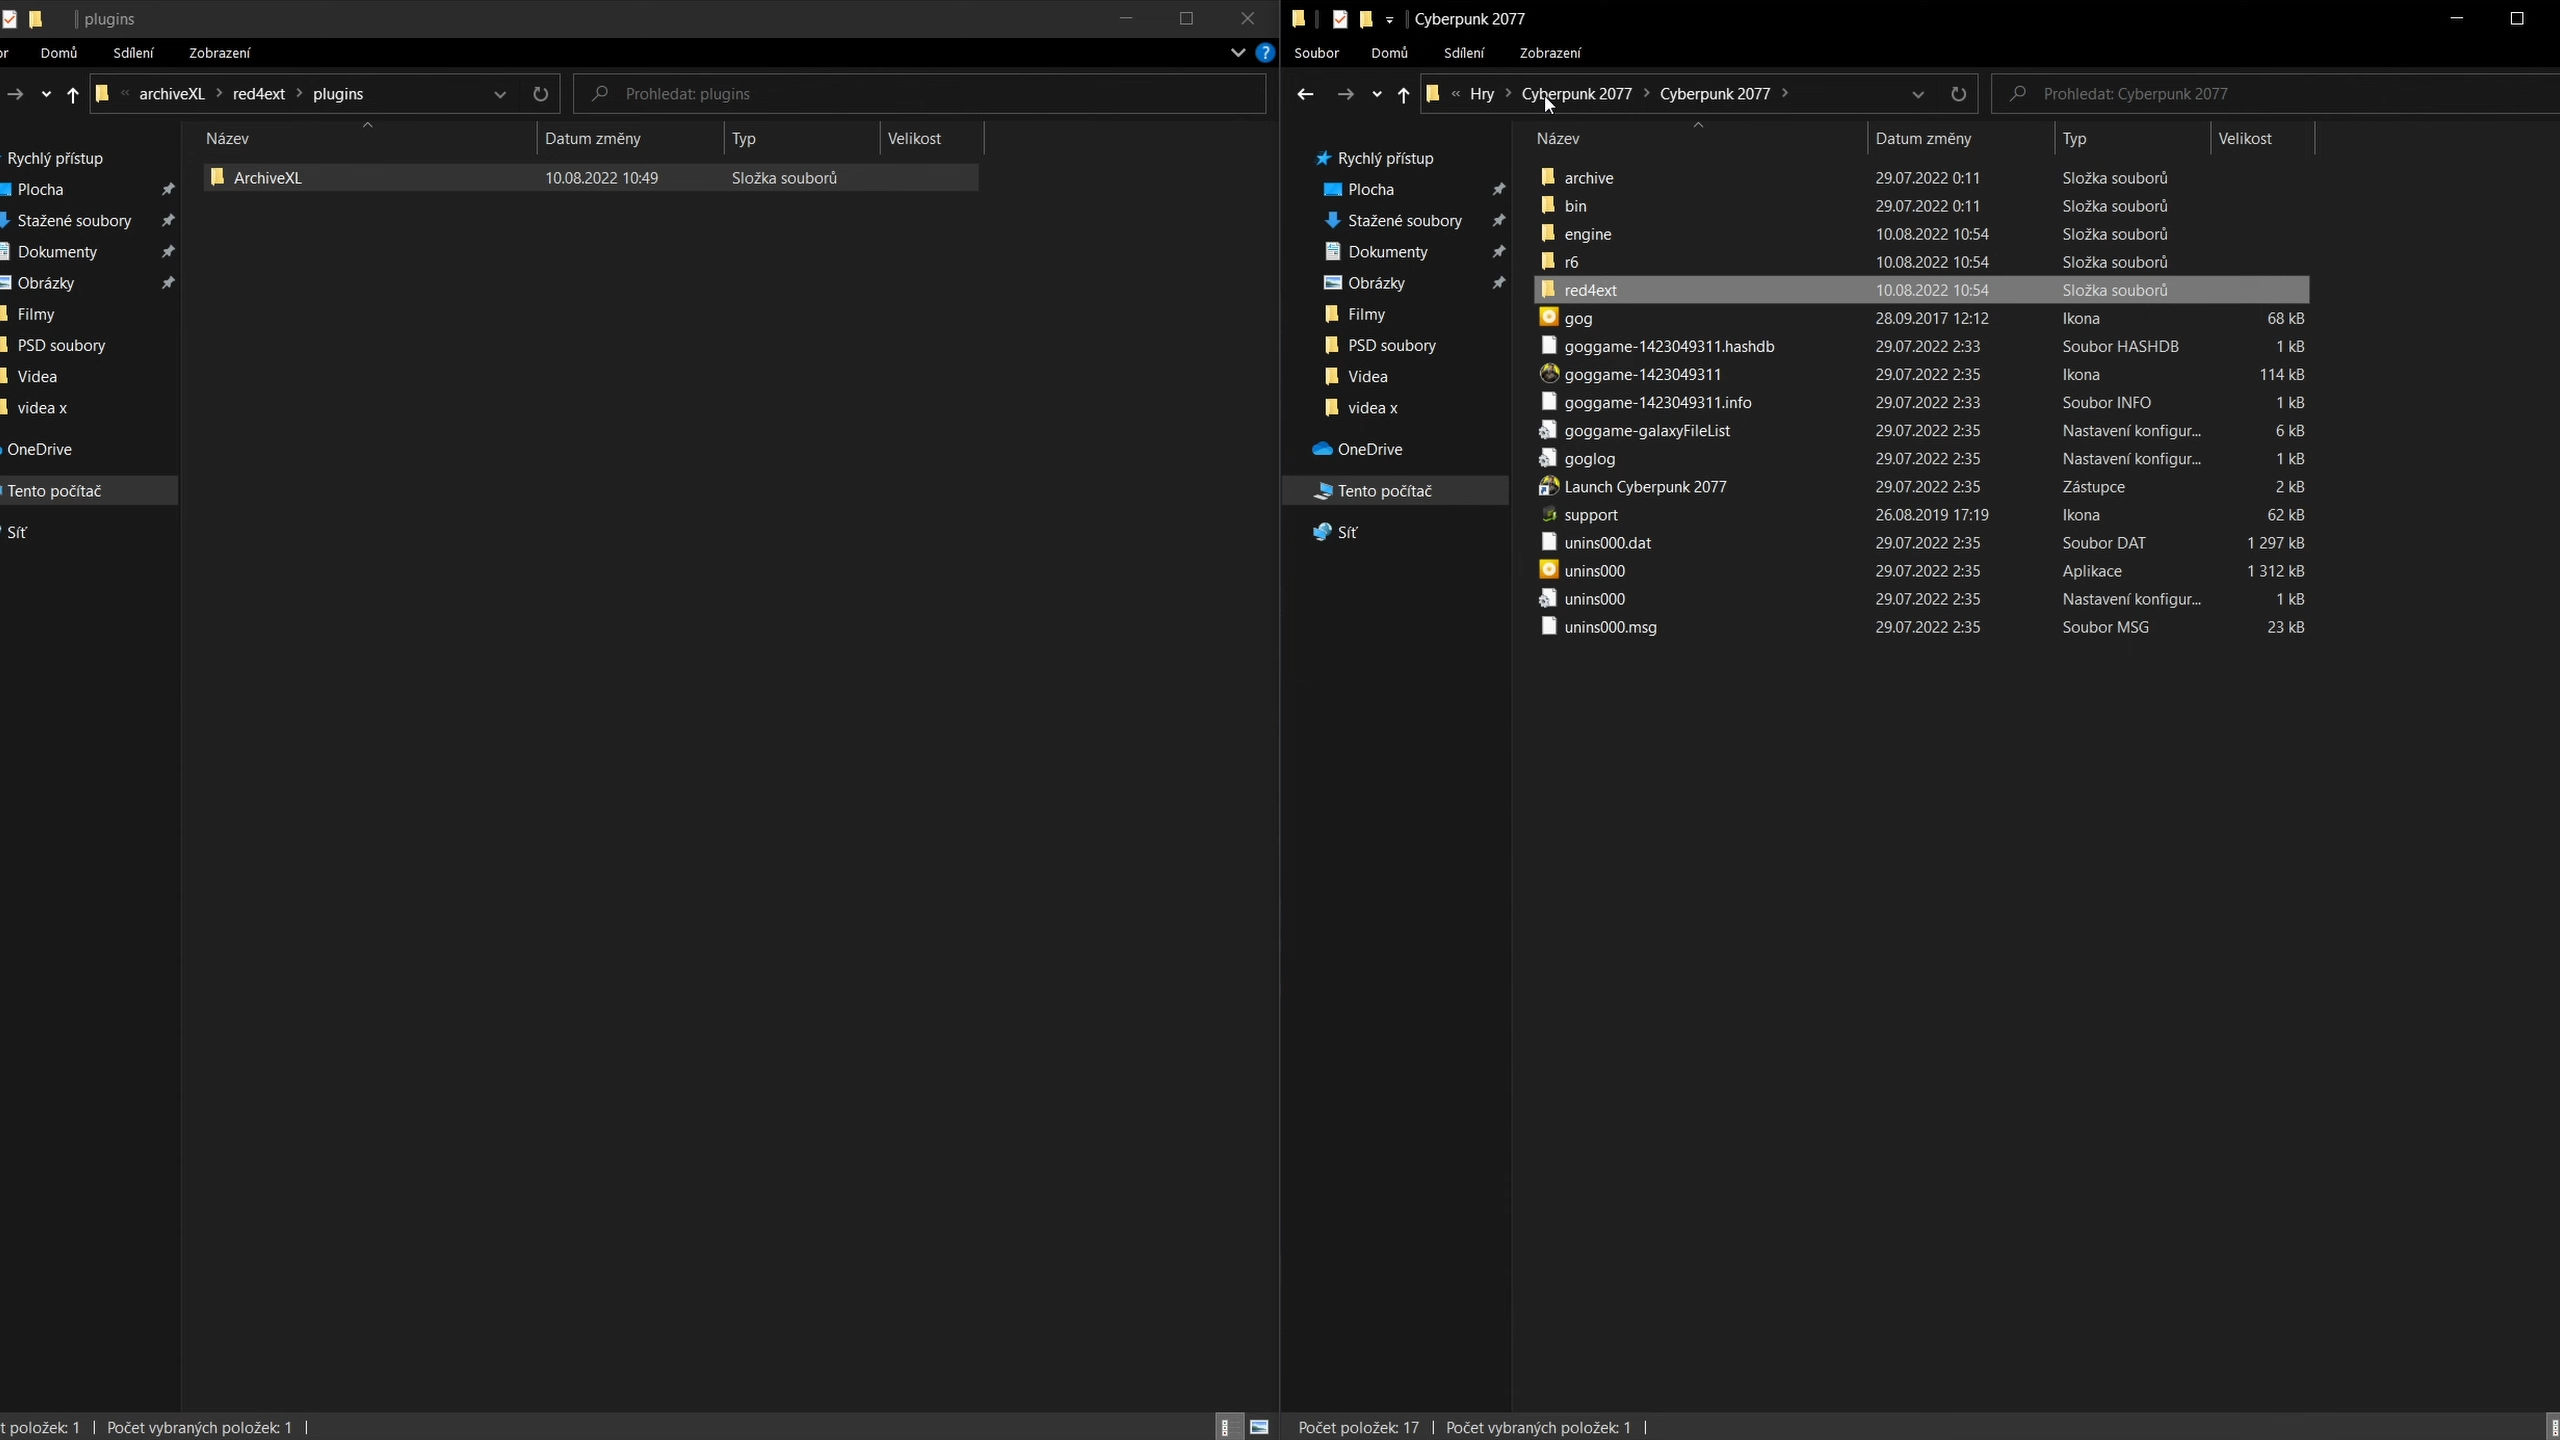 plugins
or Domů Sdílení Zobrazení
« archiveXL > red4ext > plugins
Prohledat: plugins
Název Datum změny Typ Velikost
Rychlý přístup
Plocha
Stažené soubory
Dokumenty
Obrázky
Filmy
PSD soubory
Videa
videa x
OneDrive
Tento počítač
Síť
ArchiveXL 10.08.2022 10:49 Složka souborů
t položek: 1 | Počet vybraných položek: 1 |
Cyberpunk 2077
Soubor Domů Sdílení Zobrazení
« Hry > Cyberpunk 2077 > Cyberpunk 2077 >
Prohledat: Cyberpunk 2077
Rychlý přístup
Plocha
Stažené soubory
Dokumenty
Obrázky
Filmy
PSD soubory
Videa
videa x
OneDrive
Tento počítač
Síť
Název Datum změny Typ Velikost
archive 29.07.2022 0:11 Složka souborů
bin 29.07.2022 0:11 Složka souborů
engine 10.08.2022 10:54 Složka souborů
r6 10.08.2022 10:54 Složka souborů
red4ext 10.08.2022 10:54 Složka souborů
gog 28.09.2017 12:12 Ikona 68 kB
goggame-1423049311.hashdb 29.07.2022 2:33 Soubor HASHDB 1 kB
goggame-1423049311 29.07.2022 2:35 Ikona 114 kB
goggame-1423049311.info 29.07.2022 2:33 Soubor INFO 1 kB
goggame-galaxyFileList 29.07.2022 2:35 Nastavení konfigur... 6 kB
goglog 29.07.2022 2:35 Nastavení konfigur... 1 kB
Launch Cyberpunk 2077 29.07.2022 2:35 Zástupce 2 kB
support 26.08.2019 17:19 Ikona 62 kB
unins000.dat 29.07.2022 2:35 Soubor DAT 1 297 kB
unins000 29.07.2022 2:35 Aplikace 1 312 kB
unins000 29.07.2022 2:35 Nastavení konfigur... 1 kB
unins000.msg 29.07.2022 2:35 Soubor MSG 23 kB
Počet položek: 17 | Počet vybraných položek: 1 |